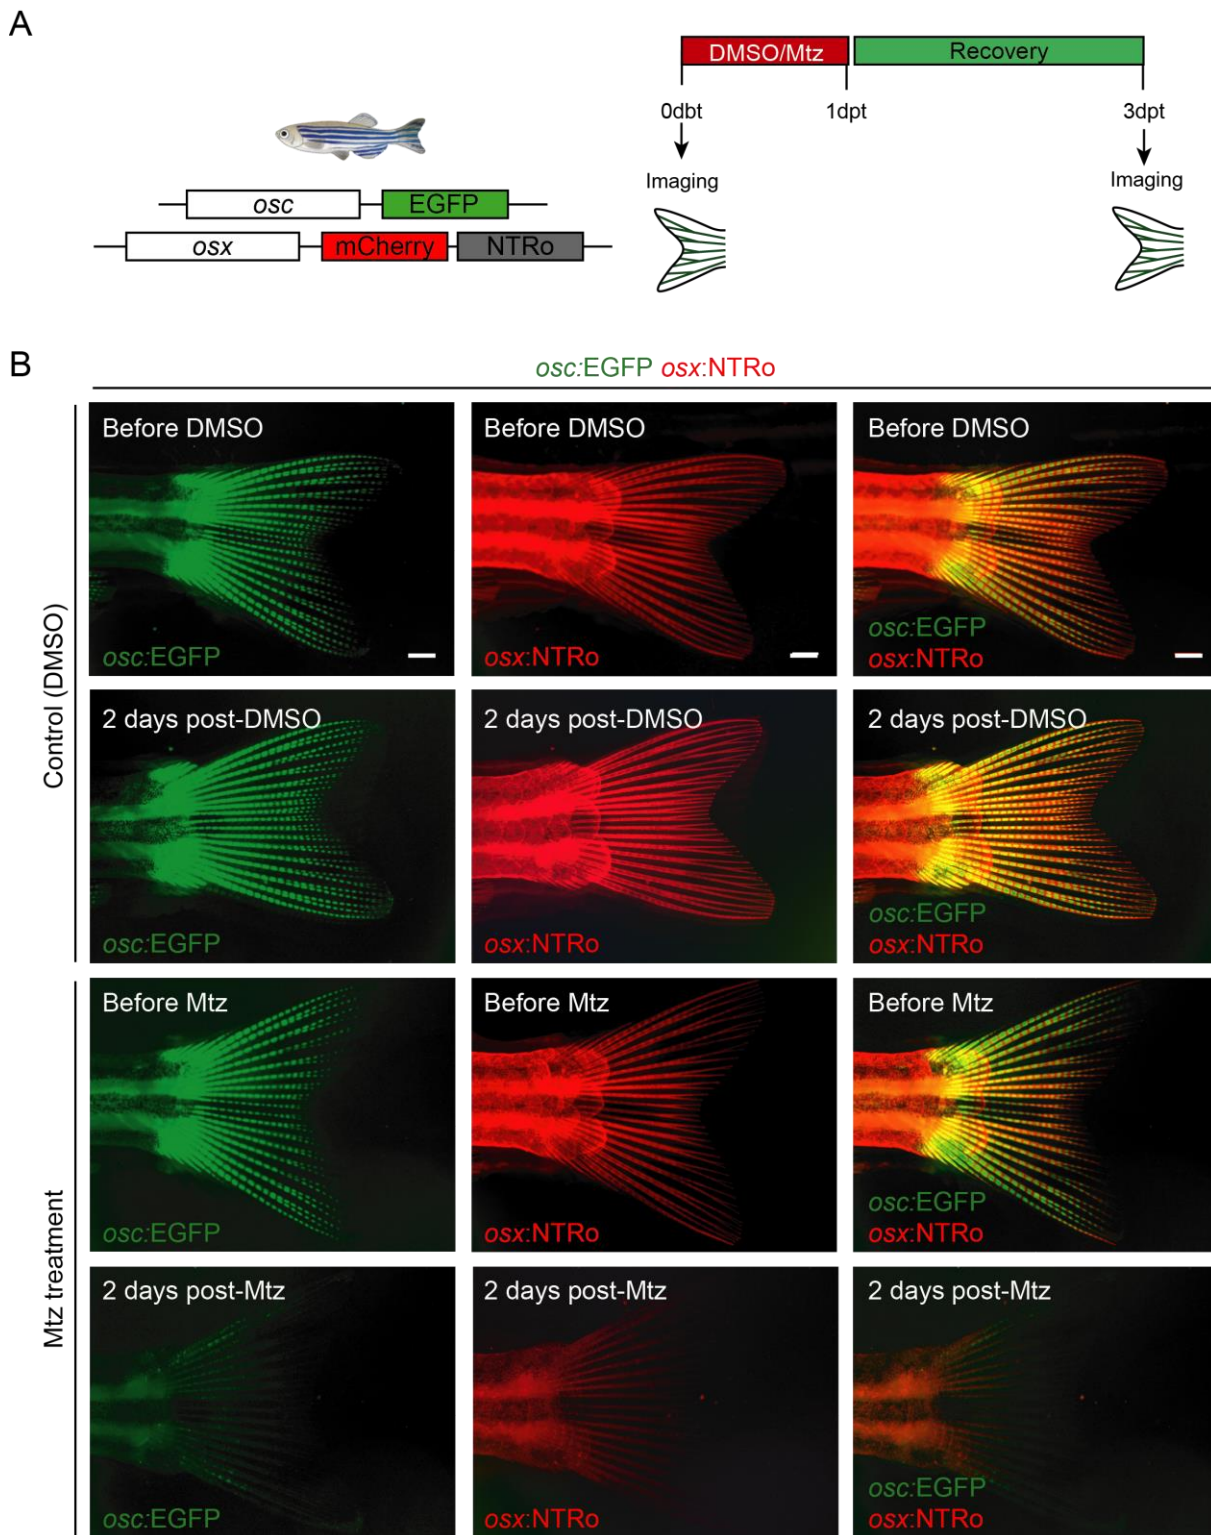 A
DMSO/Mtz
Recovery
0dbt
1dpt
3dpt
Imaging
Imaging
osc
EGFP
osx
mCherry
NTRo
B
osc:EGFP osx:NTRo
Control (DMSO)
Before DMSO
osc:EGFP
Before DMSO
osx:NTRo
Before DMSO
osc:EGFP
osx:NTRo
2 days post-DMSO
osc:EGFP
2 days post-DMSO
osx:NTRo
2 days post-DMSO
osc:EGFP
osx:NTRo
Mtz treatment
Before Mtz
osc:EGFP
Before Mtz
osx:NTRo
Before Mtz
osc:EGFP
osx:NTRo
2 days post-Mtz
osc:EGFP
2 days post-Mtz
osx:NTRo
2 days post-Mtz
osc:EGFP
osx:NTRo